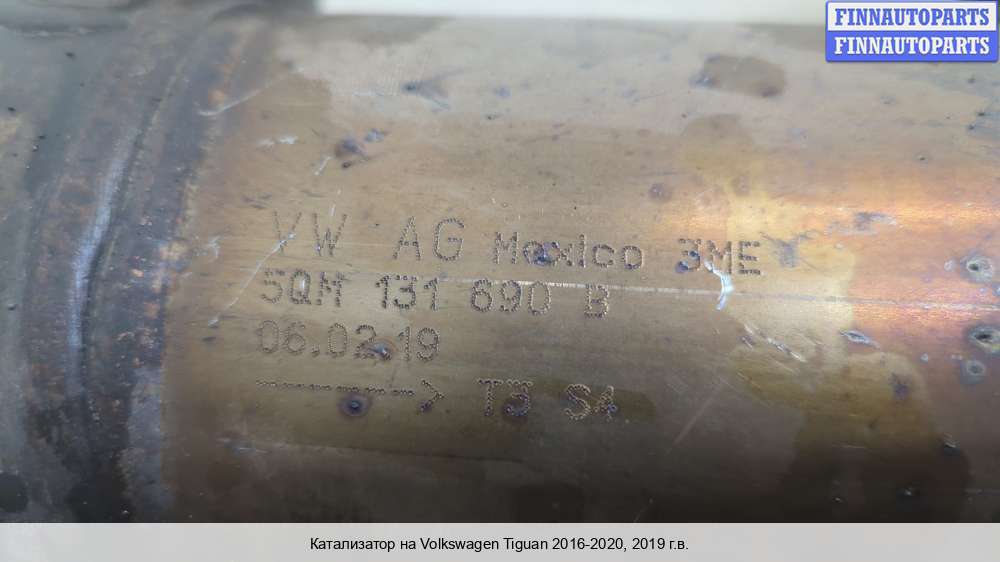 FINNAUTOPARTS
FINNAUTOPARTS
VW AG Mexico 3ME
5QM 131 690 B
06.02.19
-----------> T3 S4
Катализатор на Volkswagen Tiguan 2016-2020, 2019 г.в.